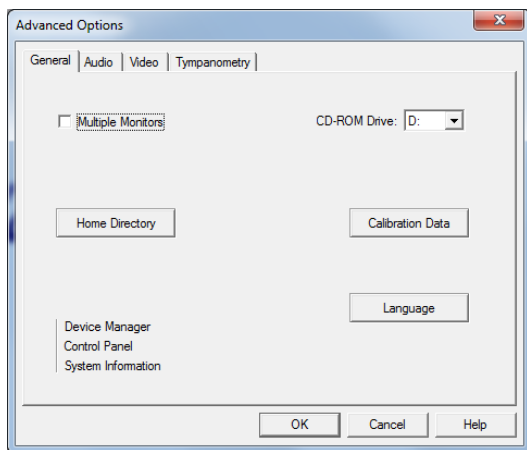 Advanced Options
General Audio Video Tympanometry
Multiple Monitors CD-ROM Drive: D:
Home Directory Calibration Data
Language
Device Manager
Control Panel
System Information
OK Cancel Help